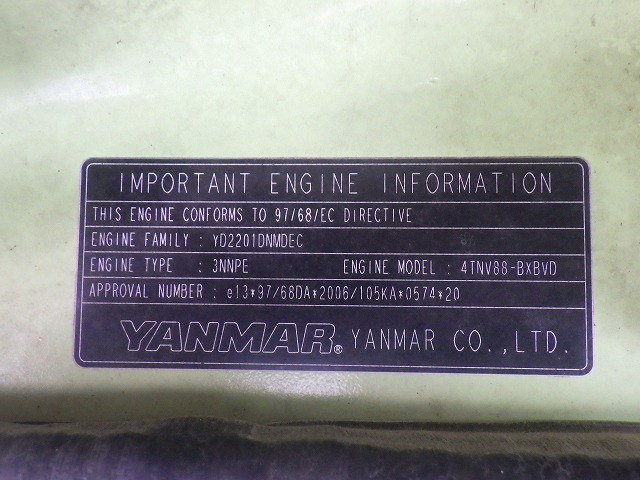 IMPORTANT ENGINE INFORMATION
THIS ENGINE CONFORMS TO 97/68/EC DIRECTIVE
ENGINE FAMILY : YD2201DNMDEC
ENGINE TYPE : 3NNPE ENGINE MODEL : 4TNV88-BXBVD
APPROVAL NUMBER : e13*97/68DA*2006/105KA*0574*20
YANMAR® YANMAR CO.,LTD.